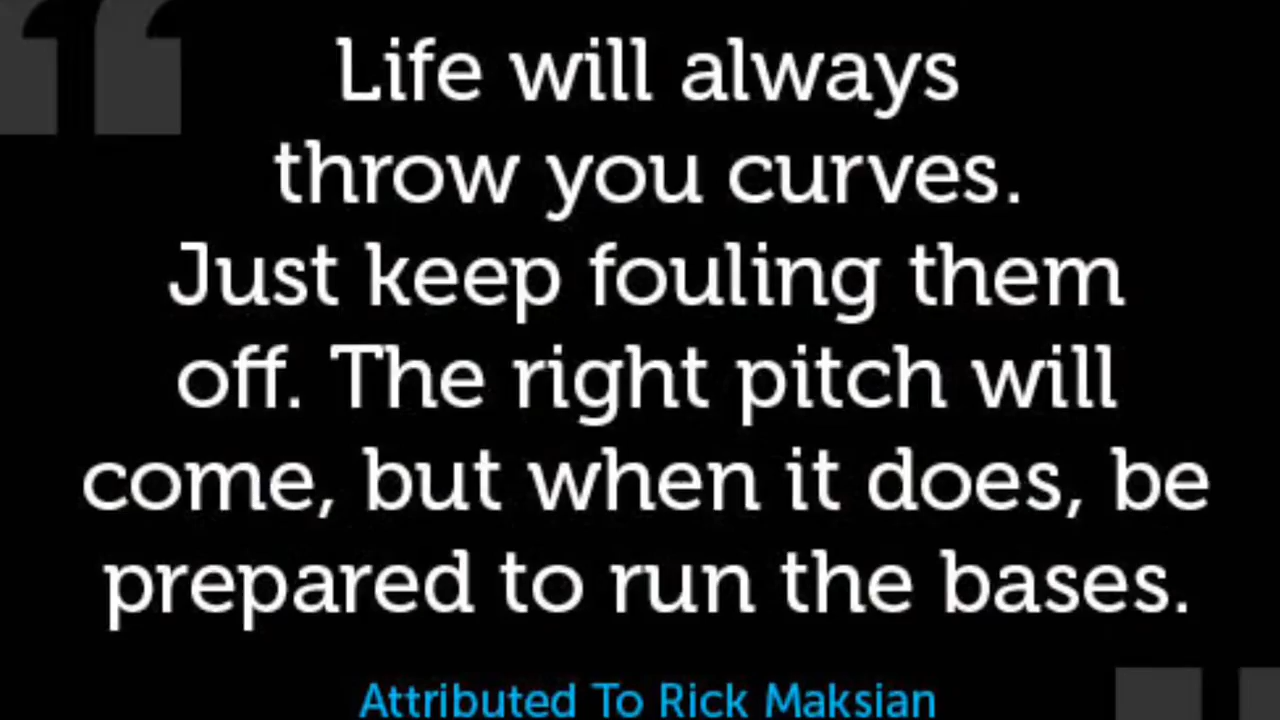 Life will always
throw you curves.
Just keep fouling them
off. The right pitch will
come, but when it does, be
prepared to run the bases.
Attributed To Rick Maksian